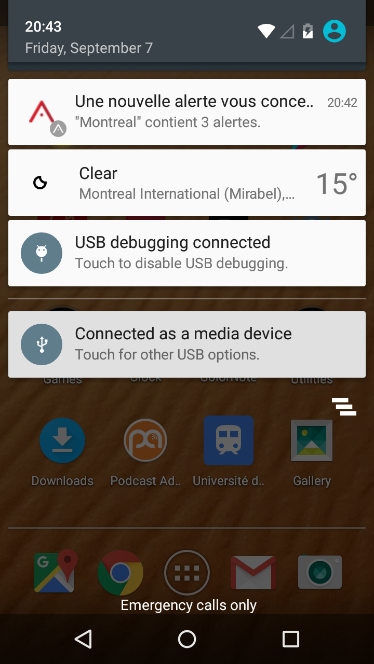 20:43
Friday, September 7
Une nouvelle alerte vous conce.. 20:42
"Montreal" contient 3 alertes.
Clear
Montreal International (Mirabel),... 15°
USB debugging connected
Touch to disable USB debugging.
Connected as a media device
Touch for other USB options.
Games Clock ColorNote Utilities
Downloads Podcast Ad.. Université d.. Gallery
Emergency calls only